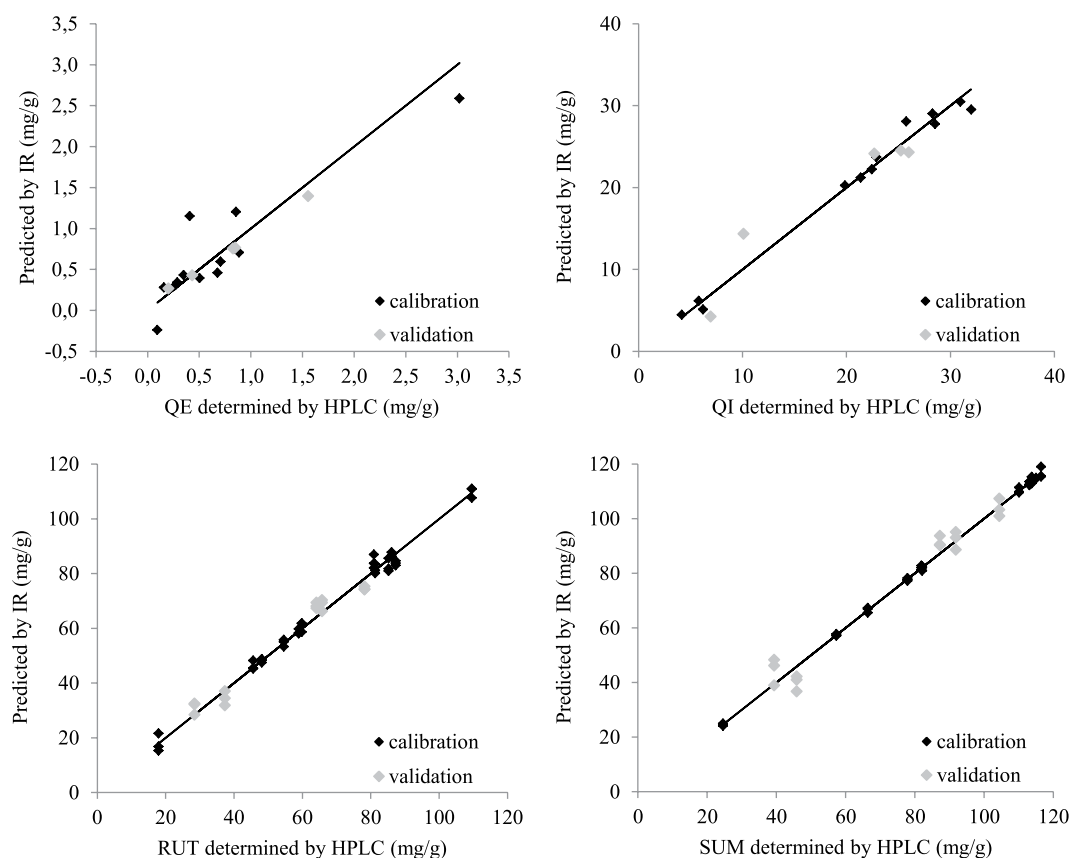 3,5
3,0
2,5
2,0
1,5
1,0
0,5
0,0
-0,5
Predicted by IR (mg/g)
calibration
validation
-0,5 0,0 0,5 1,0 1,5 2,0 2,5 3,0 3,5
QE determined by HPLC (mg/g)
40
30
20
10
0
Predicted by IR (mg/g)
calibration
validation
0 10 20 30 40
QI determined by HPLC (mg/g)
120
100
80
60
40
20
0
Predicted by IR (mg/g)
calibration
validation
0 20 40 60 80 100 120
RUT determined by HPLC (mg/g)
120
100
80
60
40
20
0
Predicted by IR (mg/g)
calibration
validation
0 20 40 60 80 100 120
SUM determined by HPLC (mg/g)